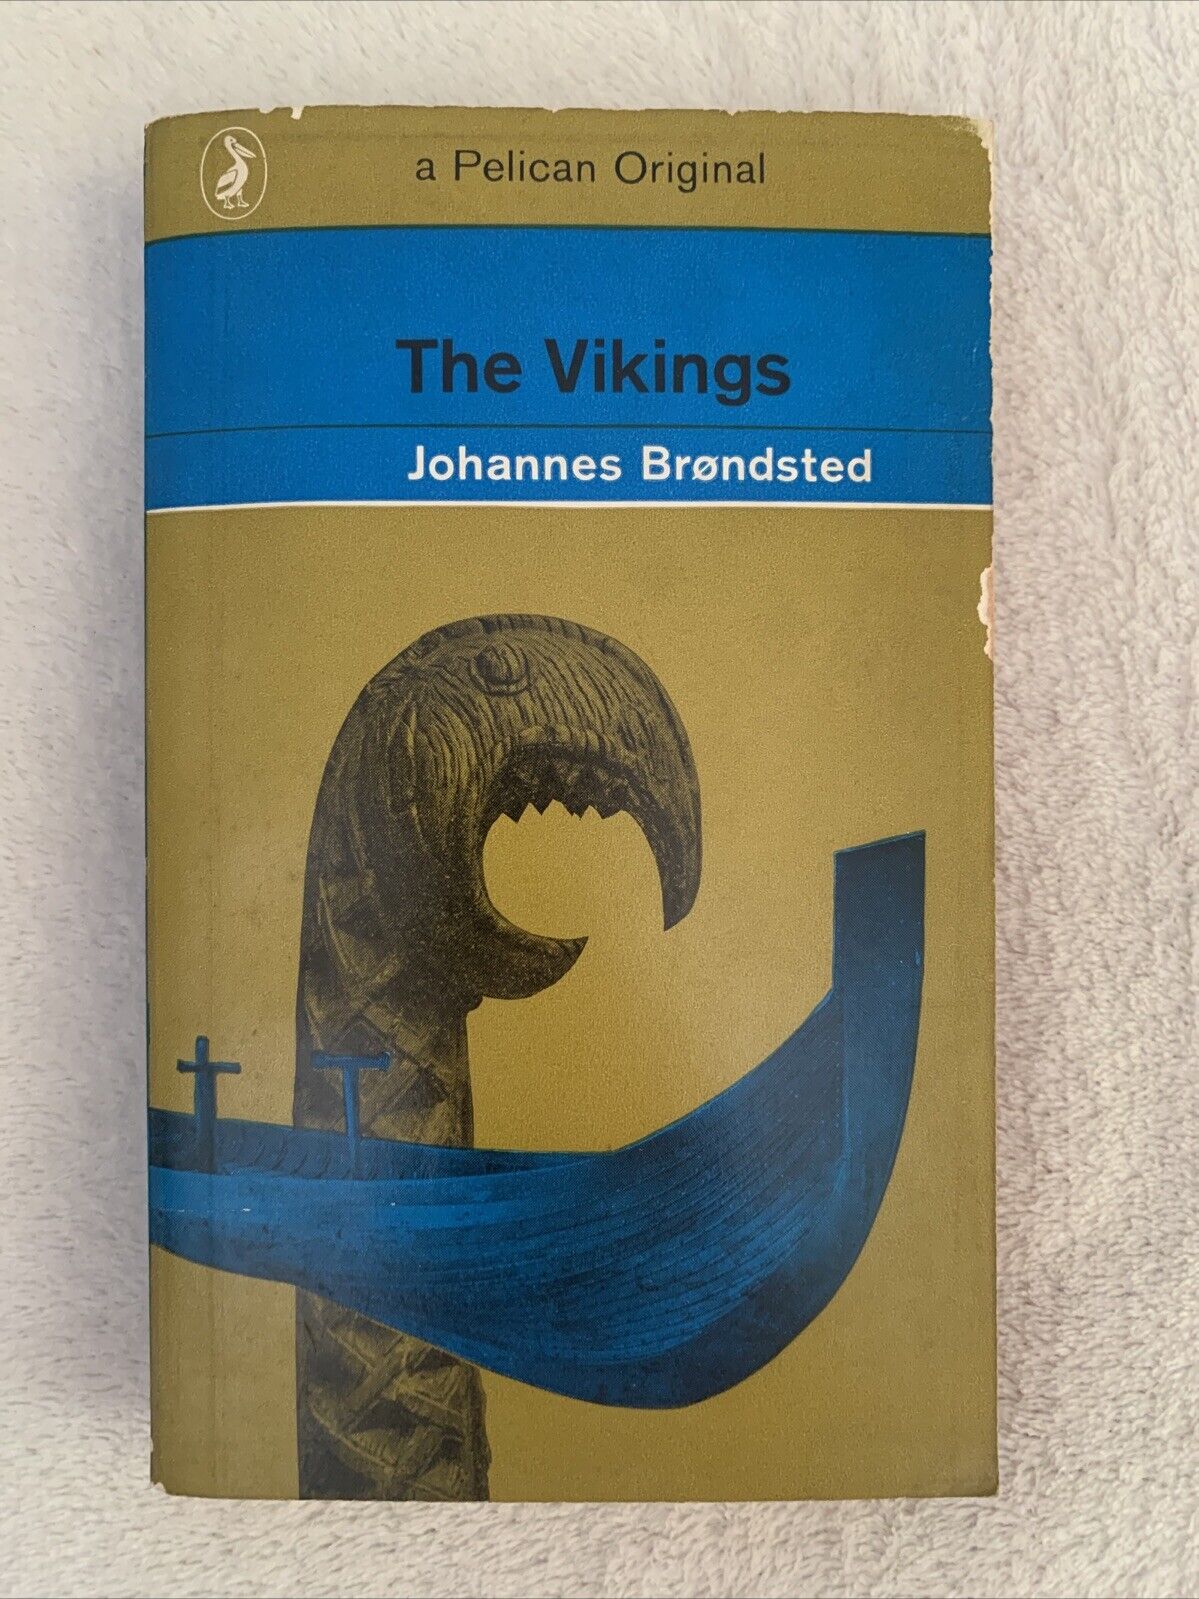 a Pelican Original
The Vikings
Johannes Brøndsted